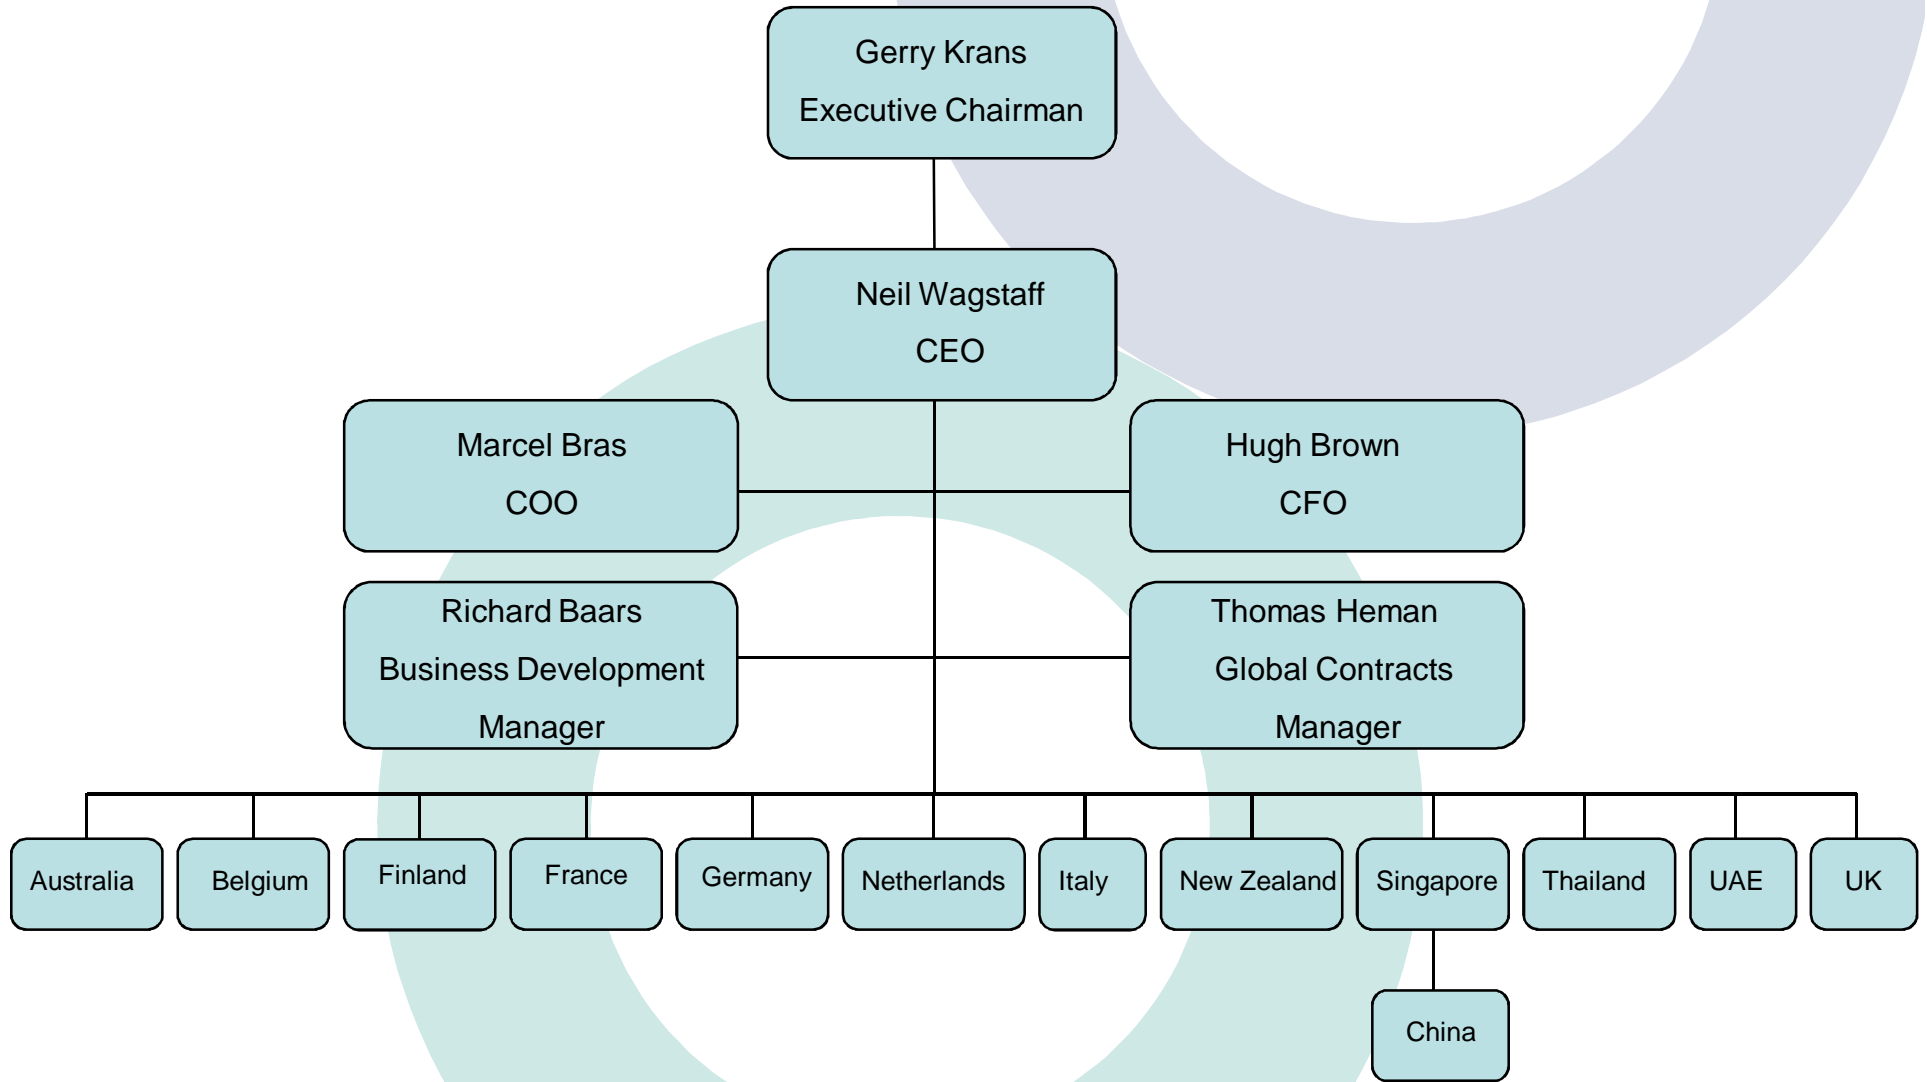 Gerry Krans
Executive Chairman
Neil Wagstaff
CEO
Marcel Bras
COO
Hugh Brown
CFO
Richard Baars
Business Development
Manager
Thomas Heman
Global Contracts
Manager
Australia
Belgium
Finland
France
Germany
Netherlands
Italy
New Zealand
Singapore
Thailand
UAE
UK
China